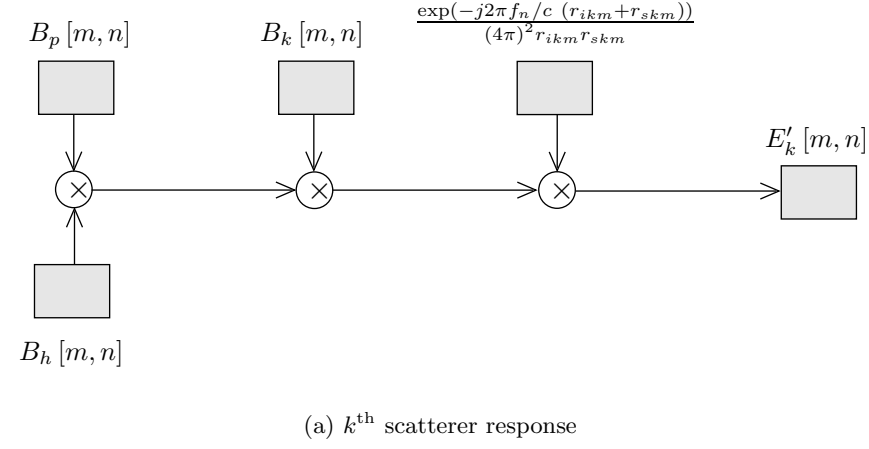 B_p [m, n]
B_k [m, n]
exp(−j2πf_n/c (r_{ikm}+r_{skm}))
(4π)^2 r_{ikm} r_{skm}
E′_k [m, n]
×
×
×
B_h [m, n]
(a) k^{th} scatterer response